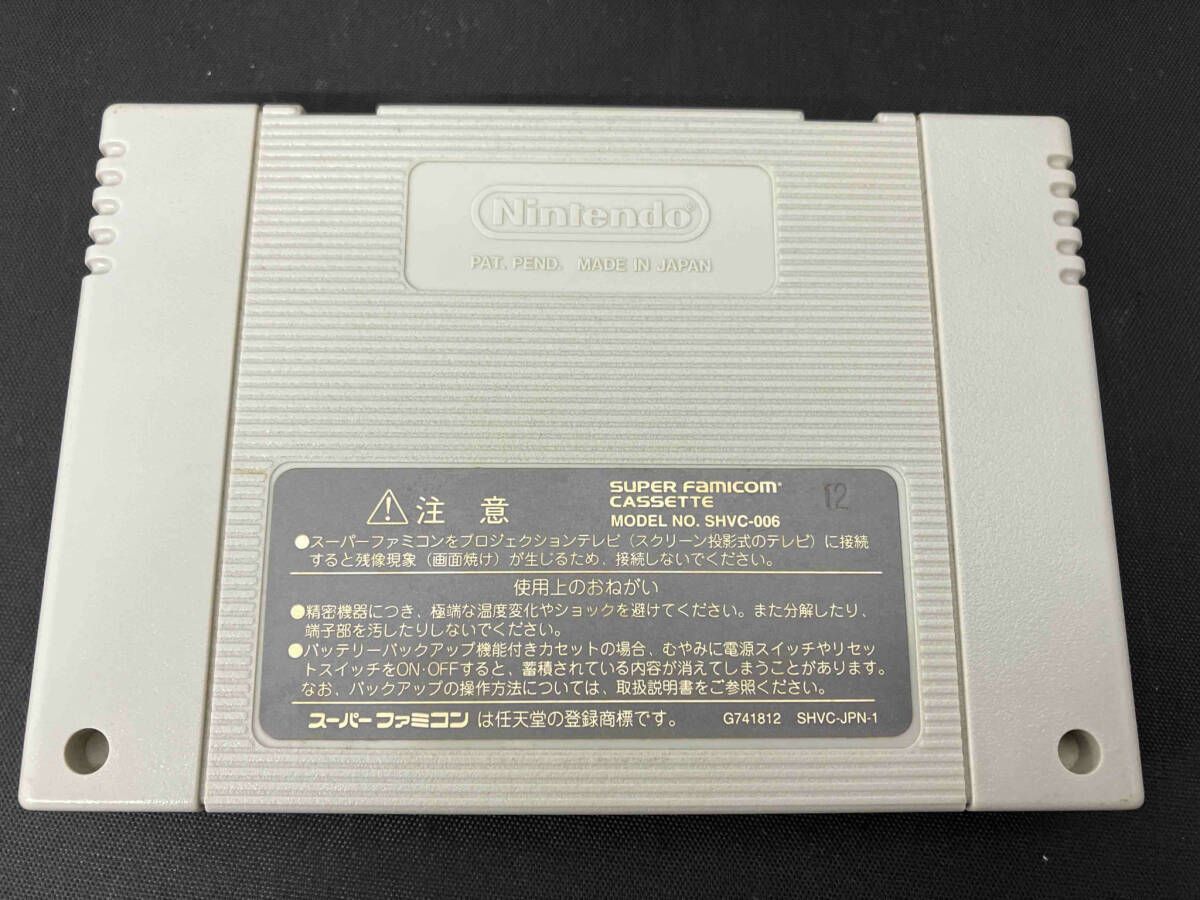 Nintendo®
PAT. PEND. MADE IN JAPAN
注 意
SUPER FAMICOM®
CASSETTE
MODEL NO. SHVC-006
12
●スーパーファミコンをプロジェクションテレビ（スクリーン投影式のテレビ）に接続
すると残像現象（画面焼け）が生じるため、接続しないでください。
使用上のおねがい
●精密機器につき、極端な温度変化やショックを避けてください。また分解したり、
端子部を汚したりしないでください。
●バッテリーバックアップ機能付きカセットの場合、むやみに電源スイッチやリセッ
トスイッチをON・OFFすると、蓄積されている内容が消えてしまうことがあります。
なお、バックアップの操作方法については、取扱説明書をご参照ください。
スーパーファミコン は任天堂の登録商標です。 G741812 SHVC-JPN-1